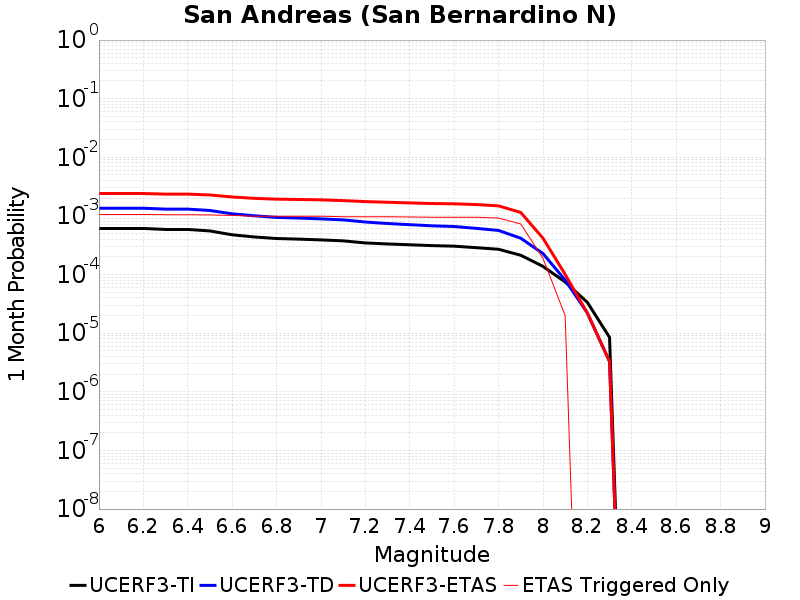 San Andreas (San Bernardino N)
10^0
10^-1
10^-2
10^-3
10^-4
10^-5
10^-6
10^-7
10^-8
1 Month Probability
6 6.2 6.4 6.6 6.8 7 7.2 7.4 7.6 7.8 8 8.2 8.4 8.6 8.8 9
Magnitude
UCERF3-TI UCERF3-TD UCERF3-ETAS ETAS Triggered Only